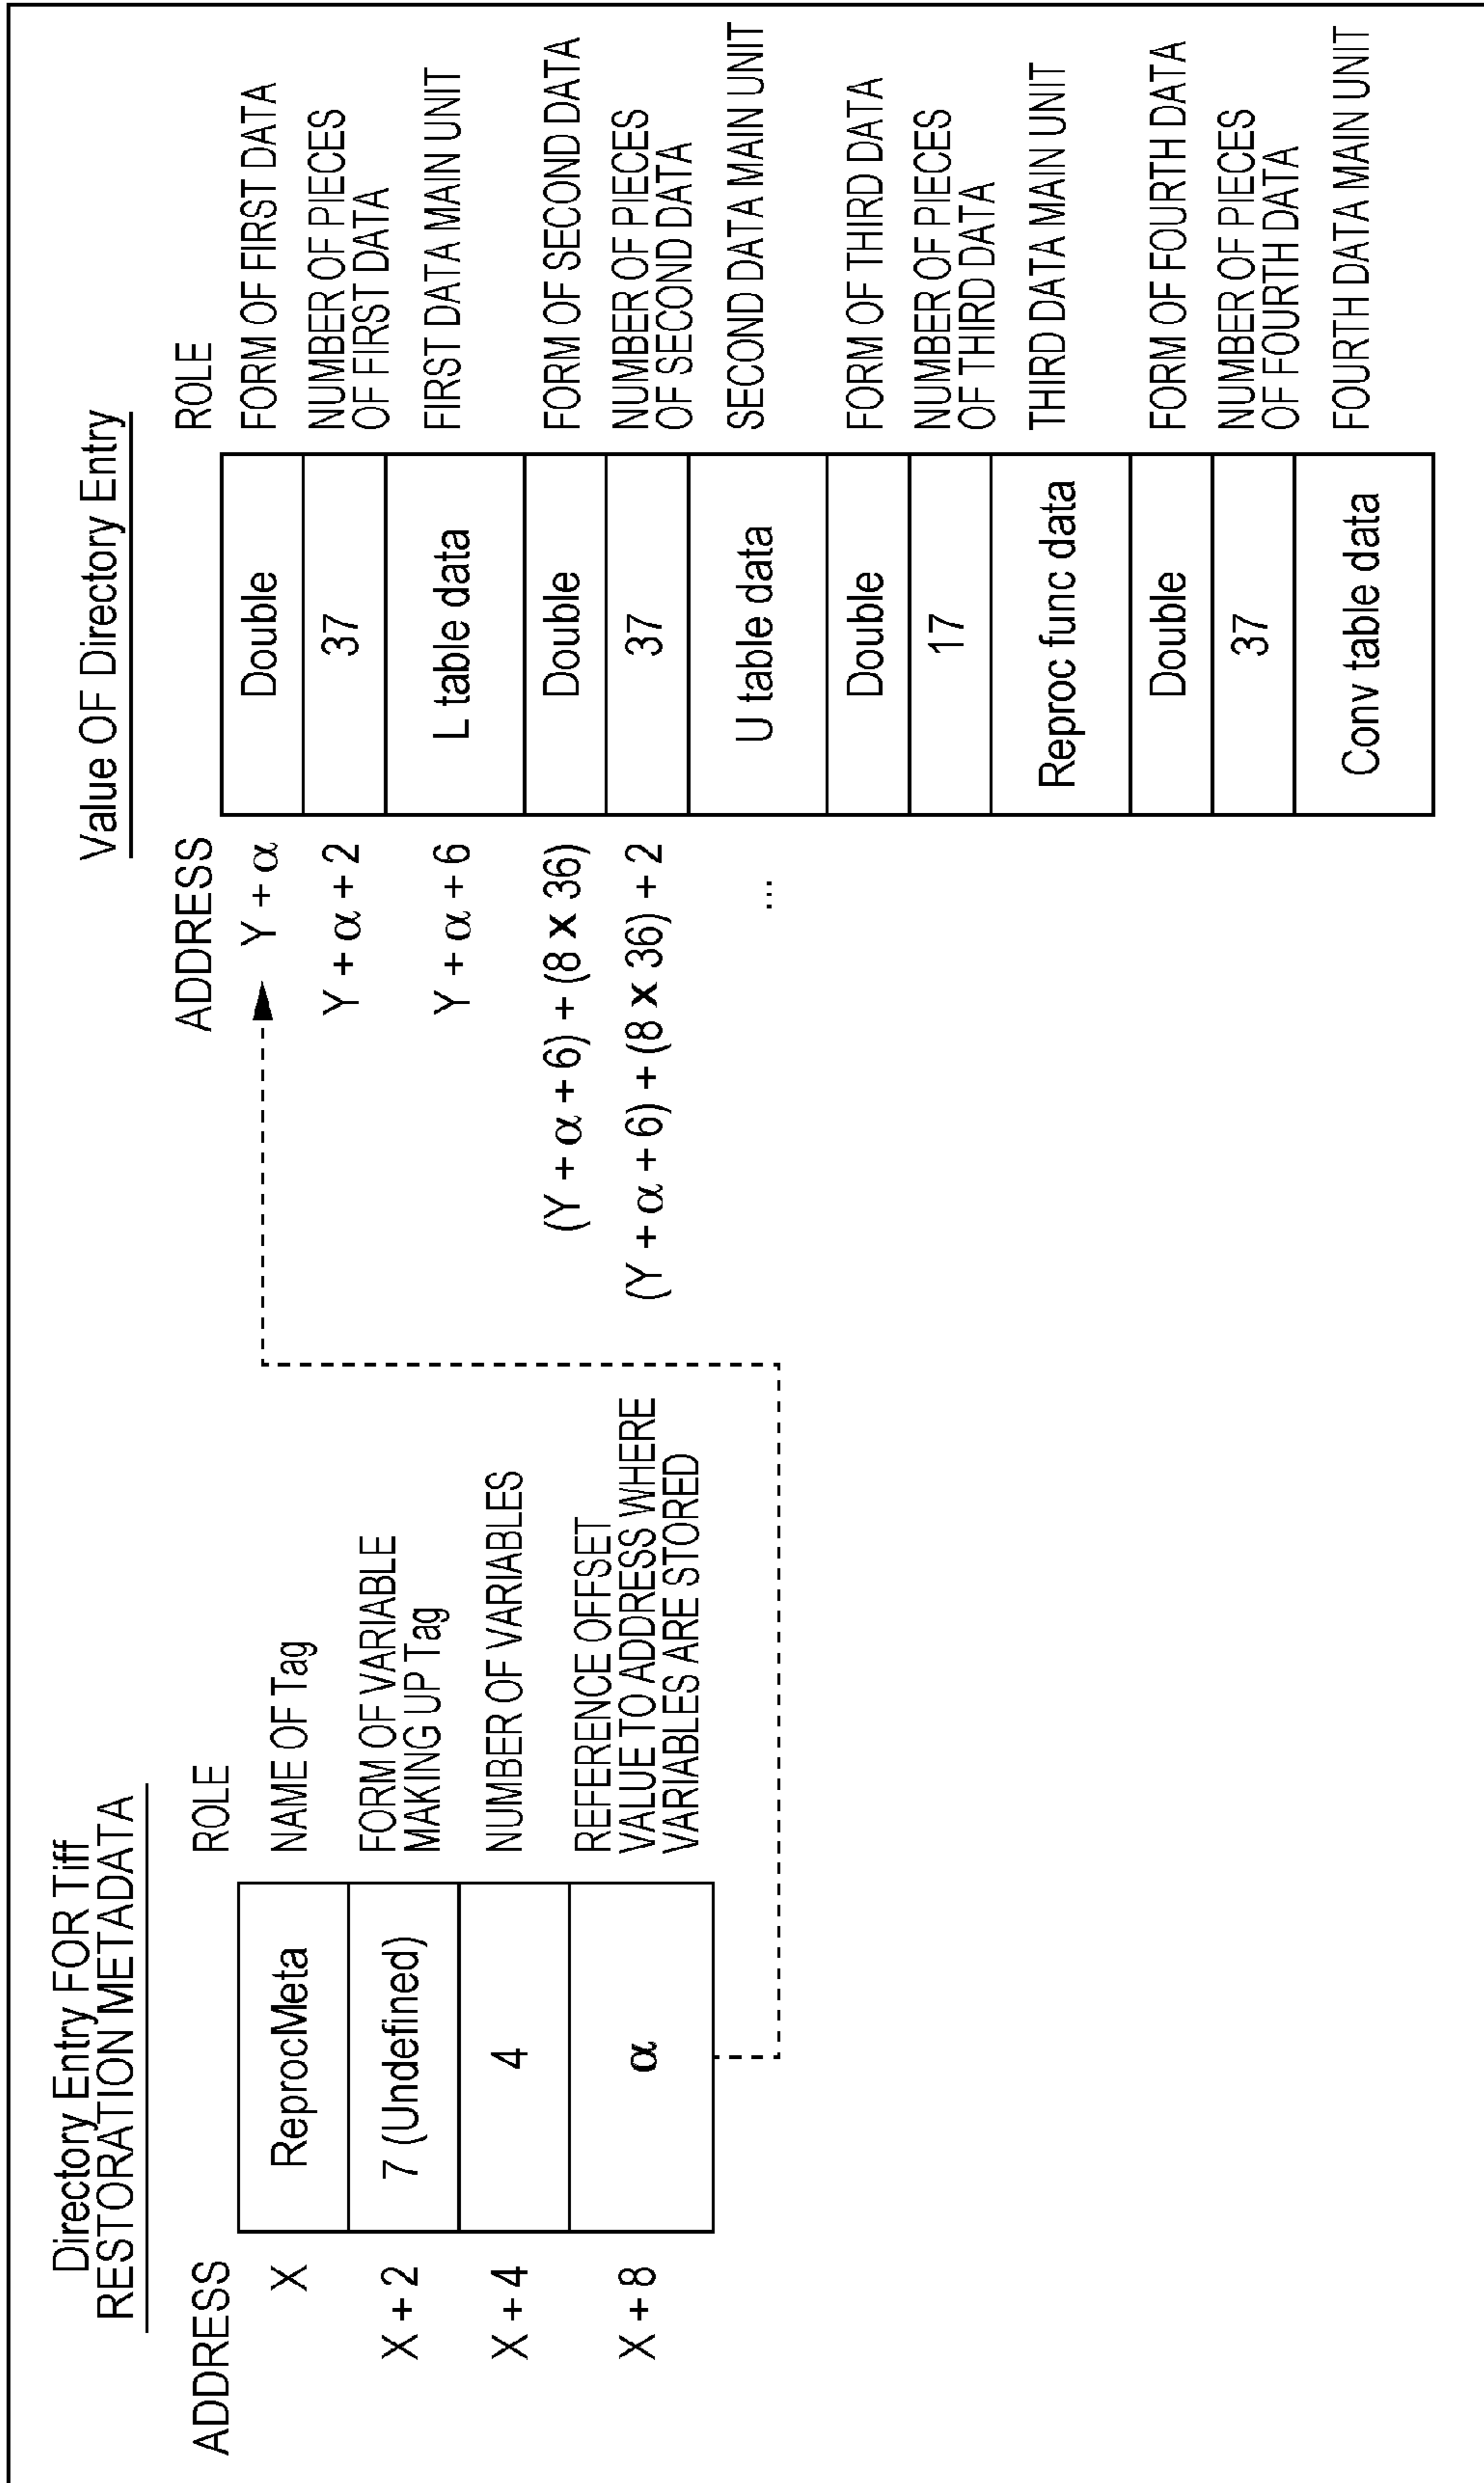 Directory Entry FOR Tiff
RESTORATION METADATA
ADDRESS
ROLE
X
ReprocMeta
NAME OF Tag
X + 2
7 (Undefined)
FORM OF VARIABLE
MAKING UP Tag
X + 4
4
NUMBER OF VARIABLES
X + 8
α
REFERENCE OFFSET
VALUE TO ADDRESS WHERE
VARIABLES ARE STORED
Value OF Directory Entry
ADDRESS
ROLE
Y + α
Double
FORM OF FIRST DATA
Y + α + 2
37
NUMBER OF PIECES
OF FIRST DATA
Y + α + 6
L table data
FIRST DATA MAIN UNIT
(Y + α + 6) + (8 x 36)
Double
FORM OF SECOND DATA
(Y + α + 6) + (8 x 36) + 2
37
NUMBER OF PIECES
OF SECOND DATA
...
U table data
SECOND DATA MAIN UNIT
Double
FORM OF THIRD DATA
17
NUMBER OF PIECES
OF THIRD DATA
Reproc func data
THIRD DATA MAIN UNIT
Double
FORM OF FOURTH DATA
37
NUMBER OF PIECES
OF FOURTH DATA
Conv table data
FOURTH DATA MAIN UNIT